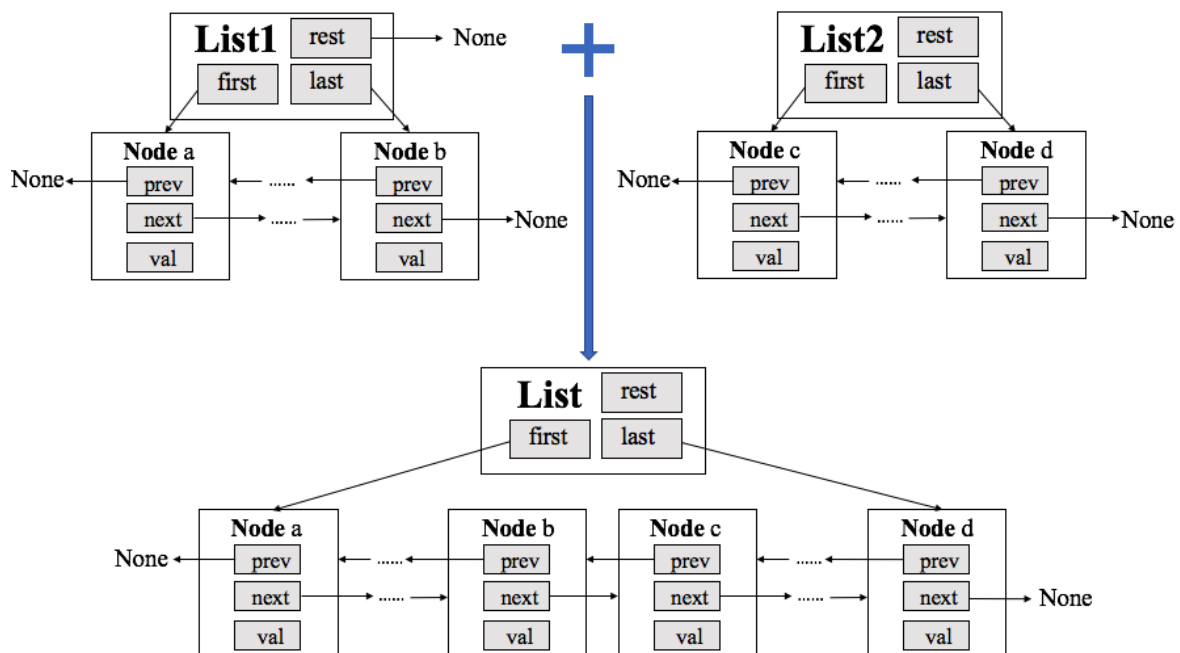 List1 rest None
first last
Node a Node b
None prev ...... prev
next ...... next None
val val
List2 rest
first last
Node c Node d
None prev ...... prev
next ...... next None
val val
List rest
first last
Node a Node b Node c Node d
None prev ...... prev prev ...... prev
next ...... next next ...... next None
val val val val